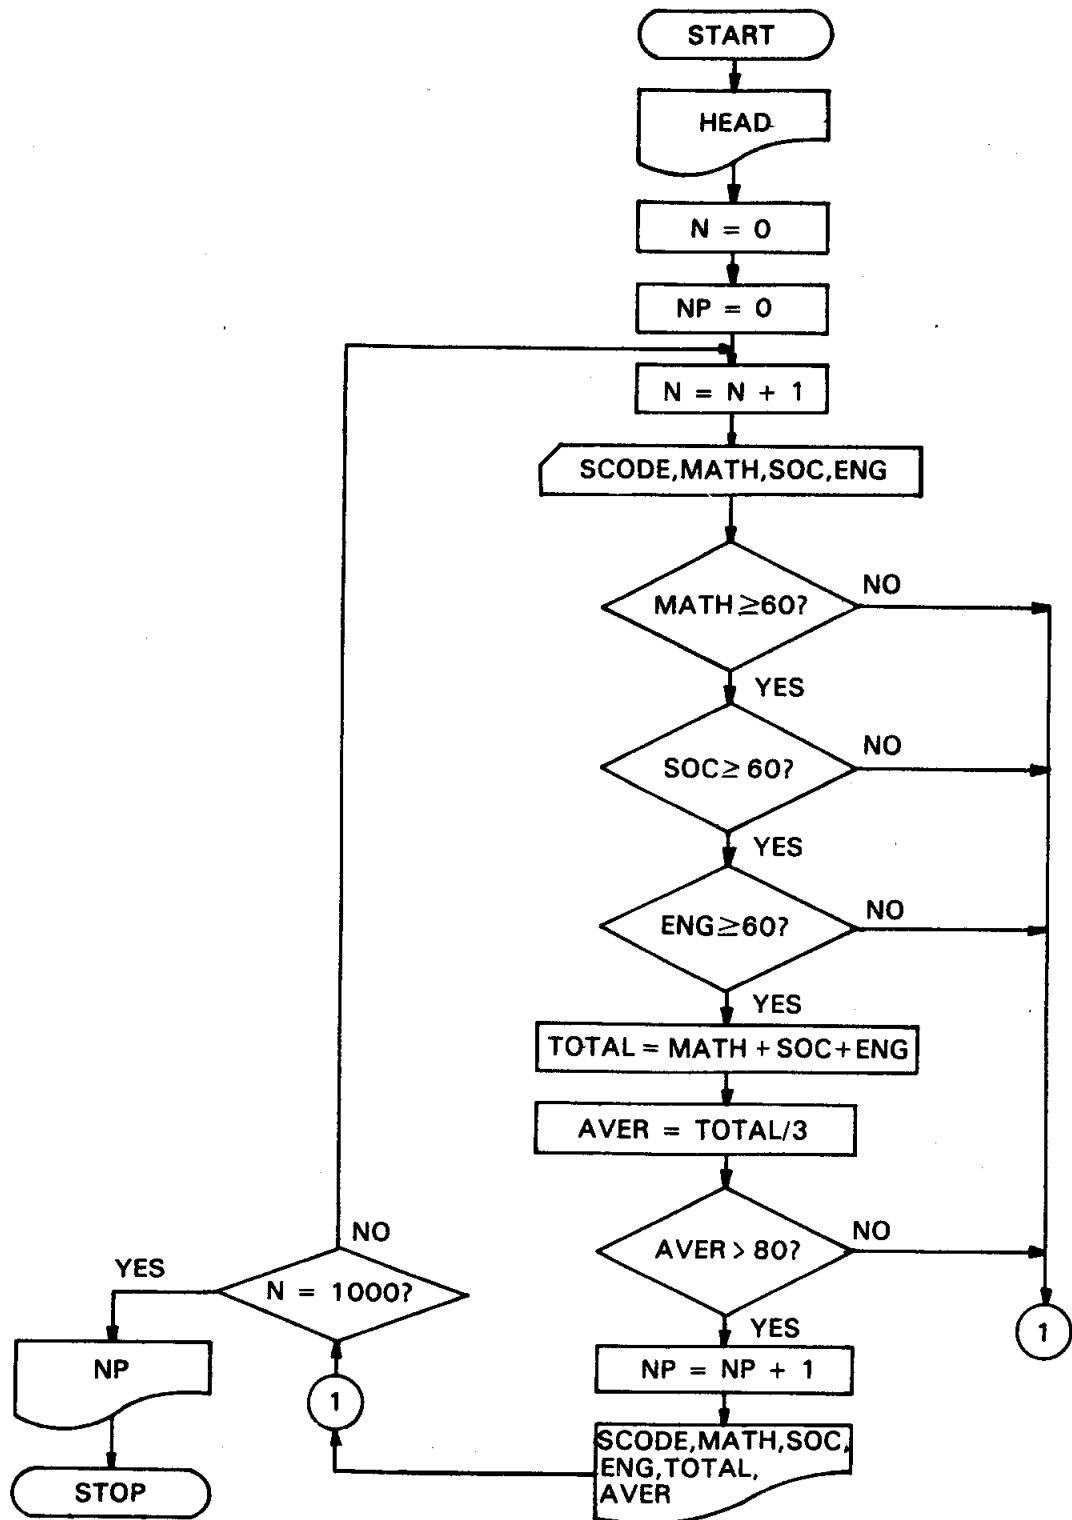 START
HEAD
N = 0
NP = 0
N = N + 1
SCODE,MATH,SOC,ENG
MATH≥60?
NO
YES
SOC≥60?
NO
YES
ENG≥60?
NO
YES
TOTAL = MATH + SOC+ENG
AVER = TOTAL/3
AVER > 80?
NO
YES
1
NP = NP + 1
SCODE,MATH,SOC,
ENG,TOTAL,
AVER
1
N = 1000?
NO
YES
NP
STOP